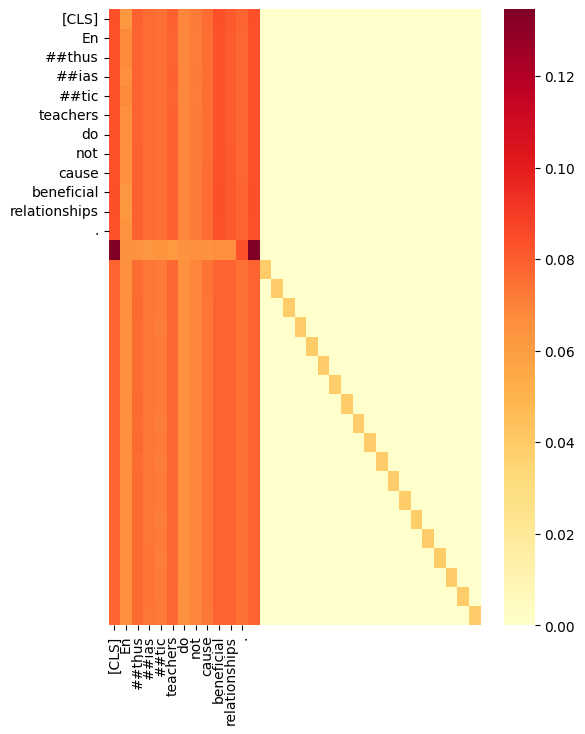 [CLS]
En
##thus
##ias
##tic
teachers
do
not
cause
beneficial
relationships
.
0.12
0.10
0.08
0.06
0.04
0.02
0.00
[CLS]
En
##thus
##ias
##tic
teachers
do
not
cause
beneficial
relationships
.